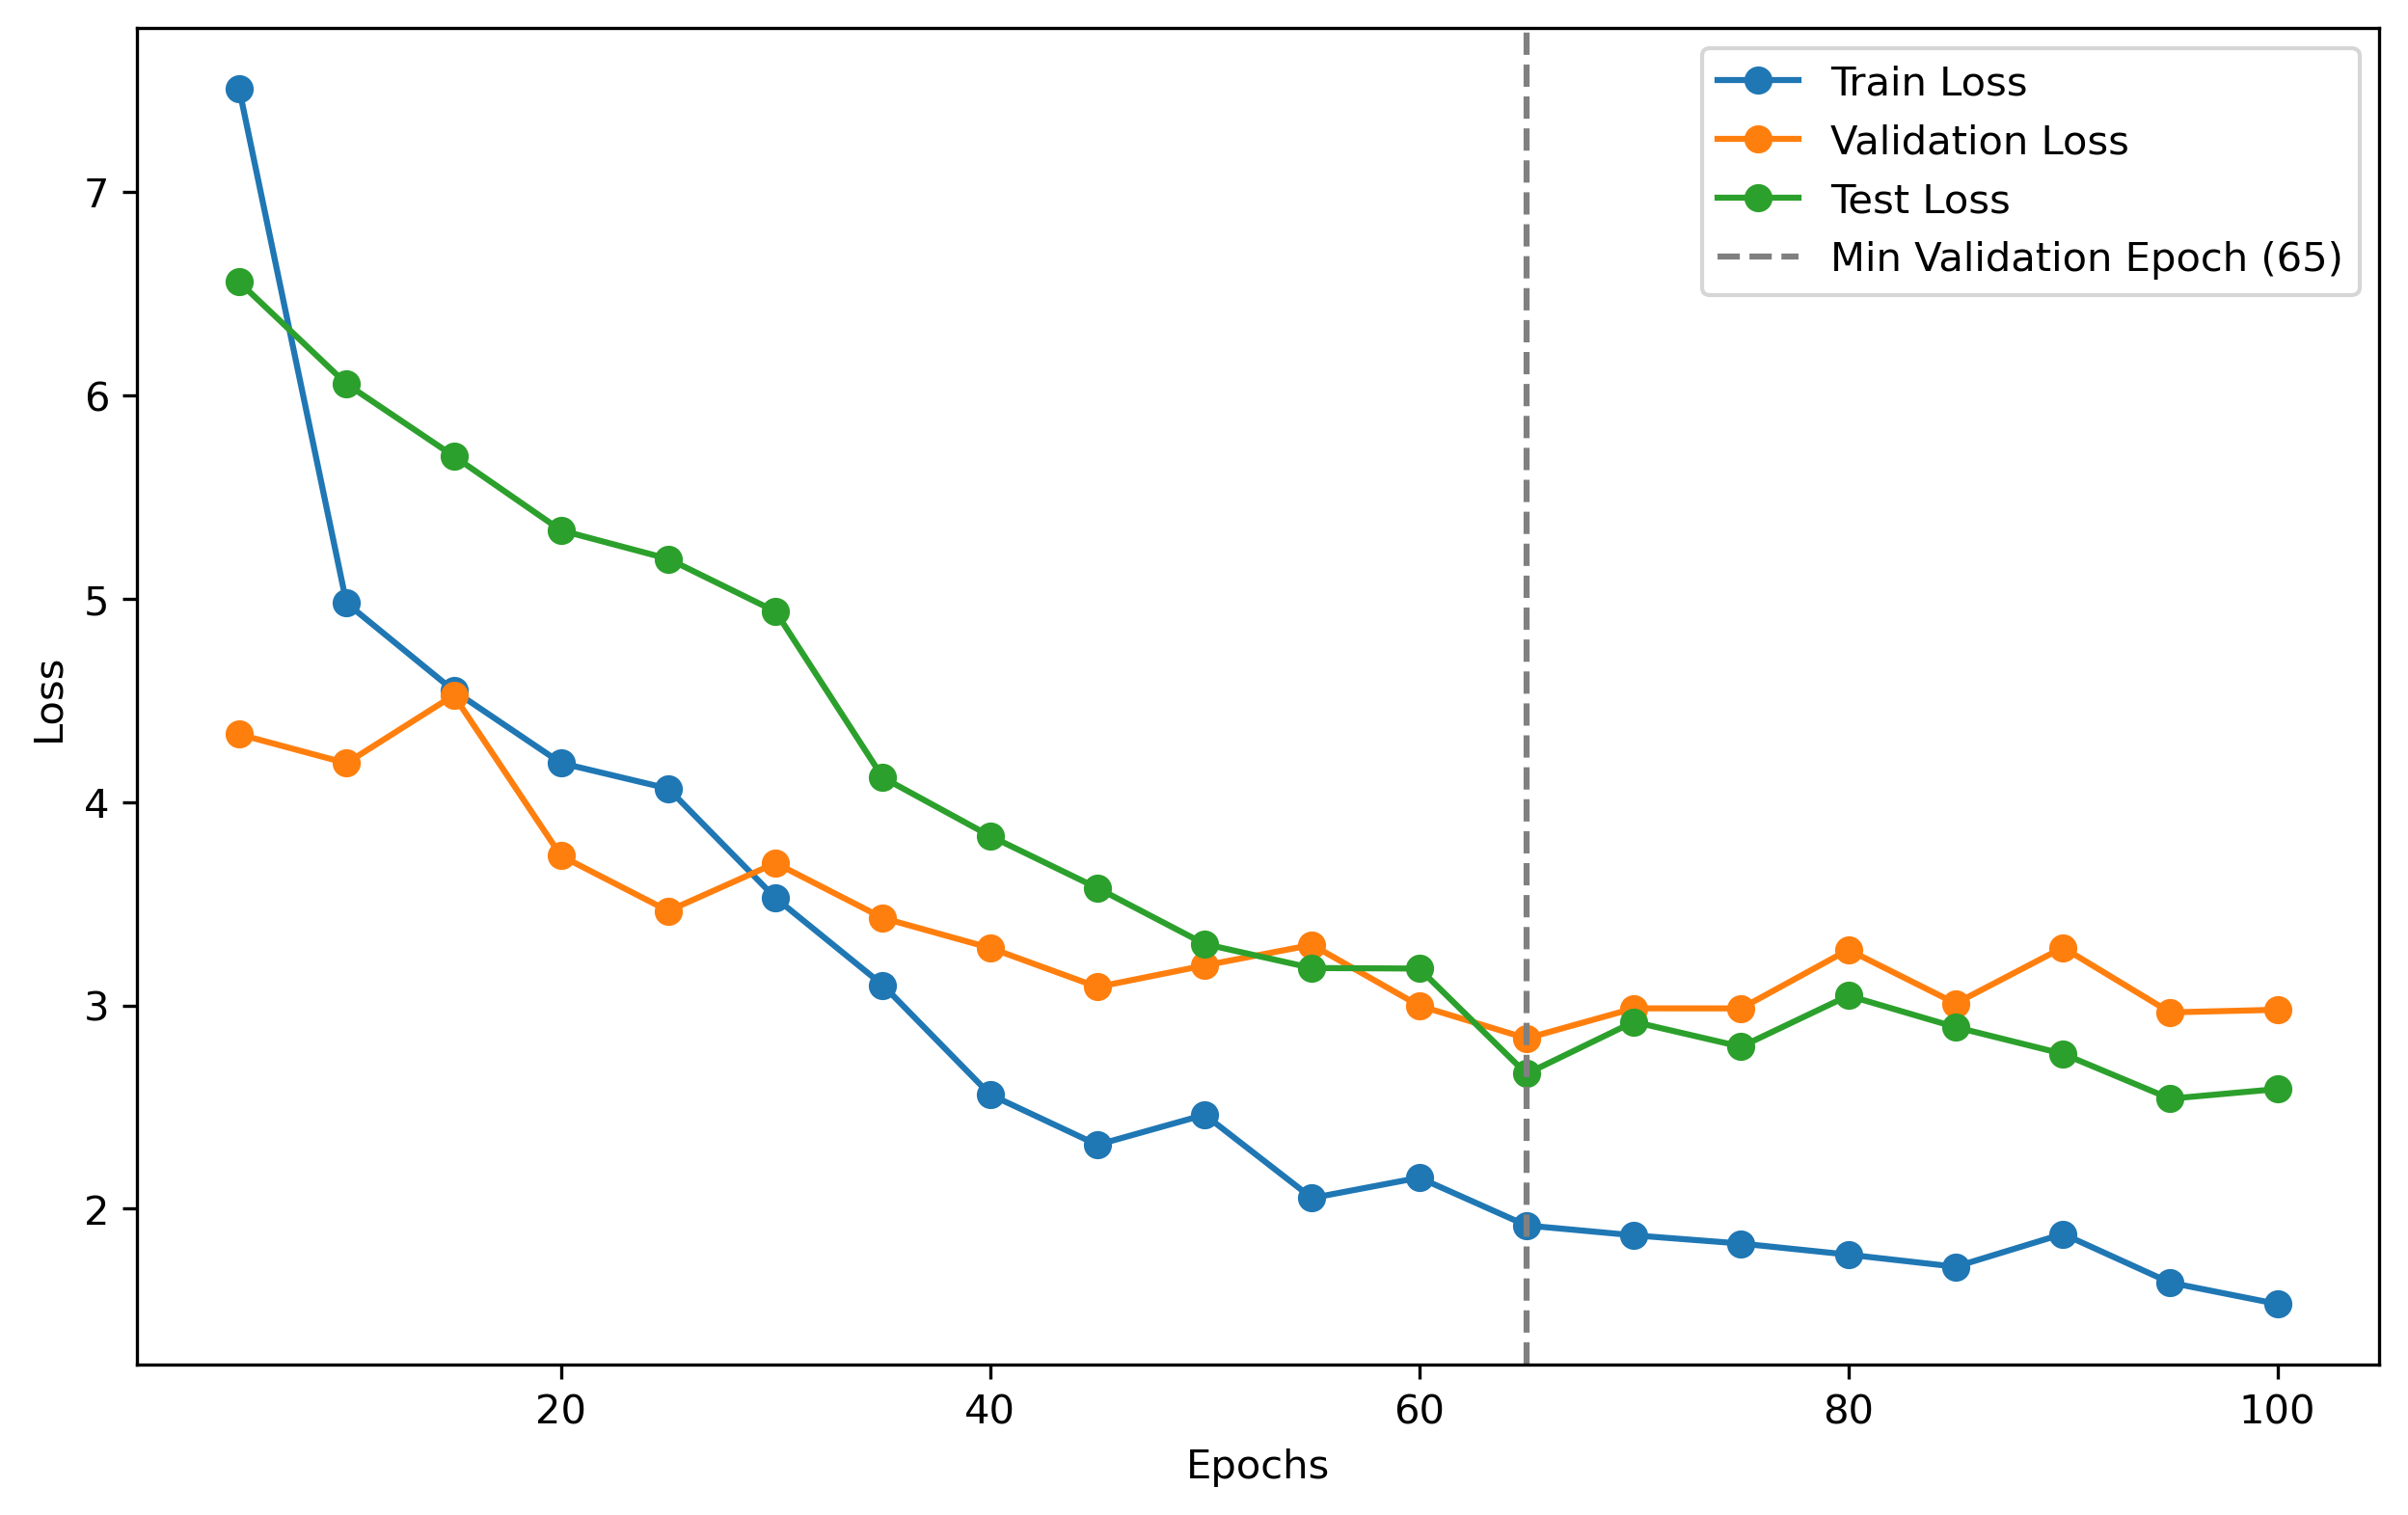 Train Loss
Validation Loss
Test Loss
Min Validation Epoch (65)
7
6
5
4
3
2
Loss
20 40 60 80 100
Epochs